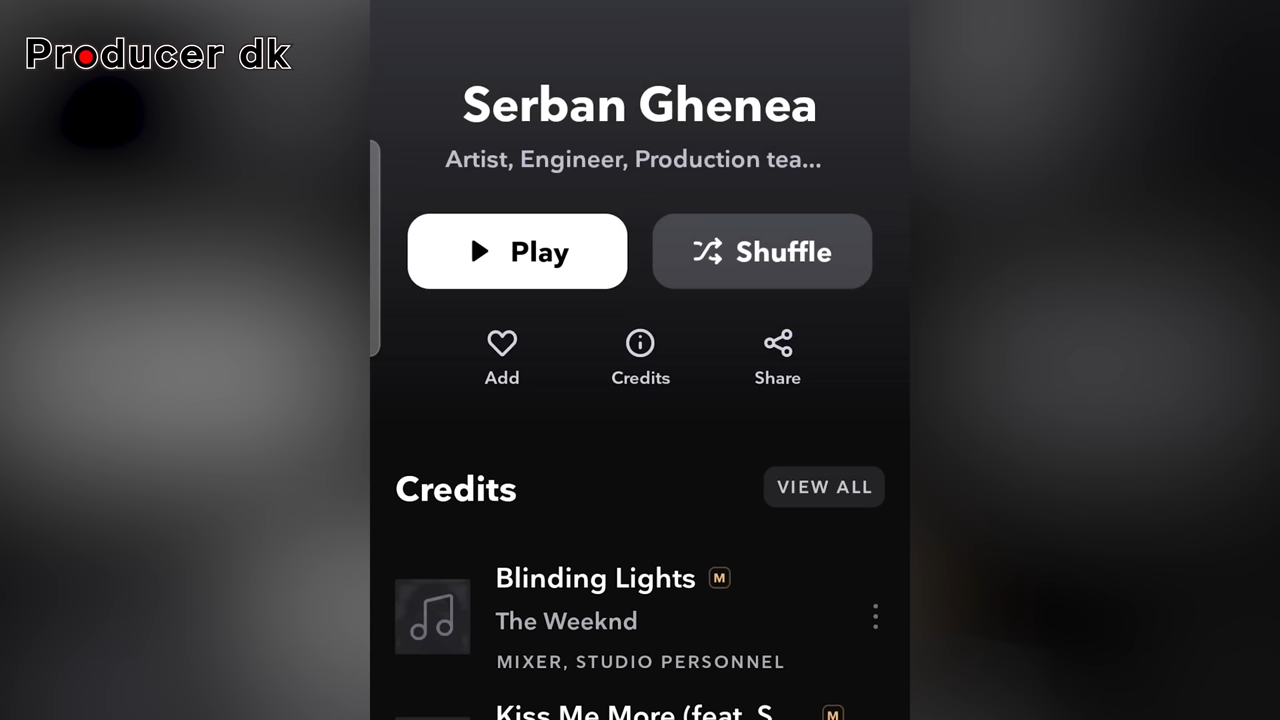 Producer dk
Serban Ghenea
Artist, Engineer, Production tea...
Play
Shuffle
Add
Credits
Share
Credits
VIEW ALL
Blinding Lights M
The Weeknd
MIXER, STUDIO PERSONNEL
Kiss Me More (feat. S... M